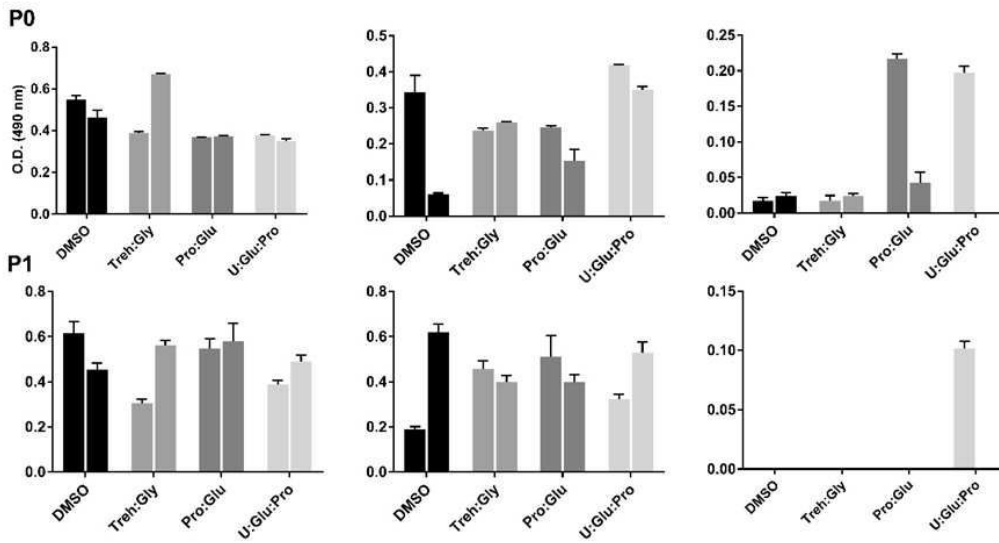 P0
O.D. (490 nm)
0.8
0.6
0.4
0.2
0.0
DMSO
Treh:Gly
Pro:Glu
U:Glu:Pro
0.5
0.4
0.3
0.2
0.1
0.0
DMSO
Treh:Gly
Pro:Glu
U:Glu:Pro
0.25
0.20
0.15
0.10
0.05
0.00
DMSO
Treh:Gly
Pro:Glu
U:Glu:Pro
P1
0.8
0.6
0.4
0.2
0.0
DMSO
Treh:Gly
Pro:Glu
U:Glu:Pro
0.8
0.6
0.4
0.2
0.0
DMSO
Treh:Gly
Pro:Glu
U:Glu:Pro
0.15
0.10
0.05
0.00
DMSO
Treh:Gly
Pro:Glu
U:Glu:Pro